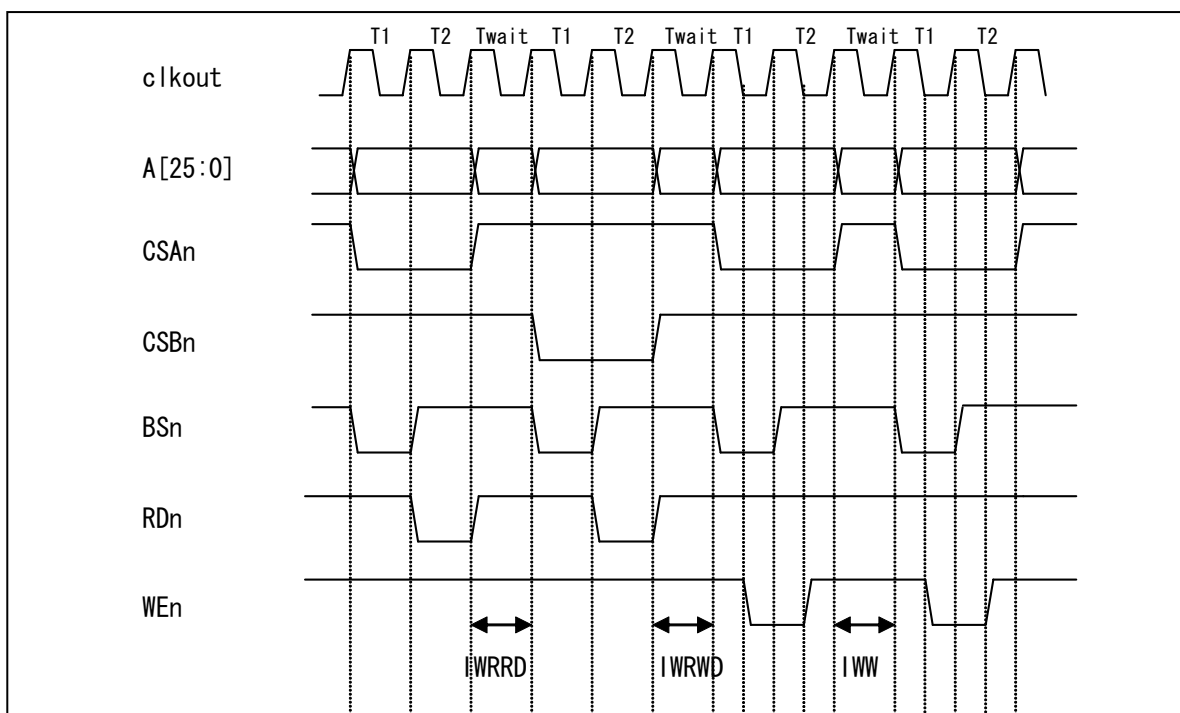 T1 T2 Twait T1 T2 Twait T1 T2 Twait T1 T2
clkout
A[25:0]
CSAn
CSBn
BSn
RDn
WEn
IWRRD IWRWD IWW